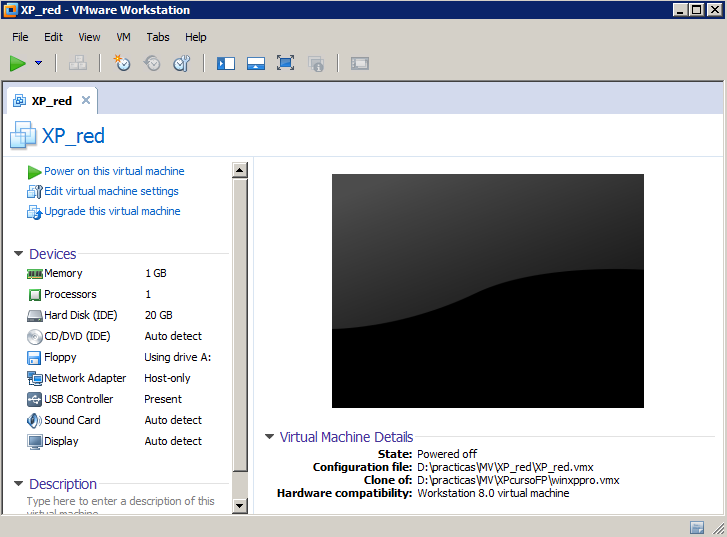 XP_red - VMware Workstation
File Edit View VM Tabs Help
XP_red
XP_red
Power on this virtual machine
Edit virtual machine settings
Upgrade this virtual machine
Devices
Memory 1 GB
Processors 1
Hard Disk (IDE) 20 GB
CD/DVD (IDE) Auto detect
Floppy Using drive A:
Network Adapter Host-only
USB Controller Present
Sound Card Auto detect
Display Auto detect
Description
Type here to enter a description of this
virtual machine.
Virtual Machine Details
State: Powered off
Configuration file: D:\practicas\MV\XP_red\XP_red.vmx
Clone of: D:\practicas\MV\XPcursoFP\winxppro.vmx
Hardware compatibility: Workstation 8.0 virtual machine